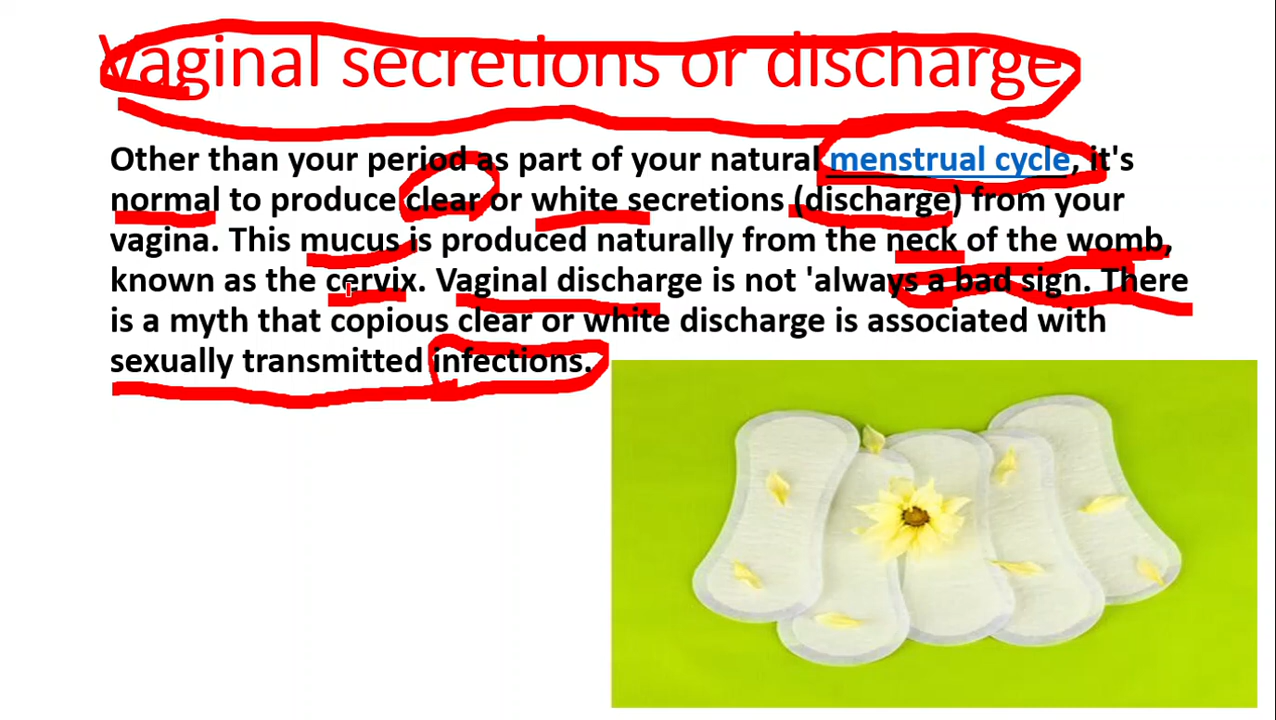 Vaginal secretions or discharge
Other than your period as part of your natural menstrual cycle, it's
normal to produce clear or white secretions (discharge) from your
vagina. This mucus is produced naturally from the neck of the womb,
known as the cervix. Vaginal discharge is not 'always a bad sign. There
is a myth that copious clear or white discharge is associated with
sexually transmitted infections.